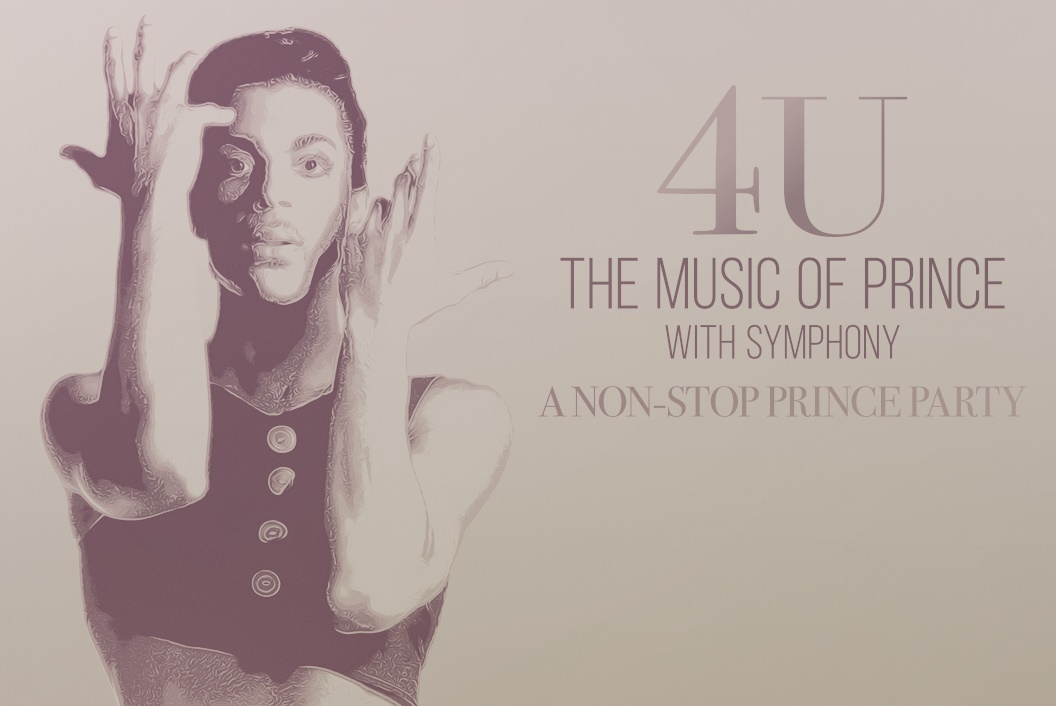 4U
THE MUSIC OF PRINCE
WITH SYMPHONY
A NON-STOP PRINCE PARTY